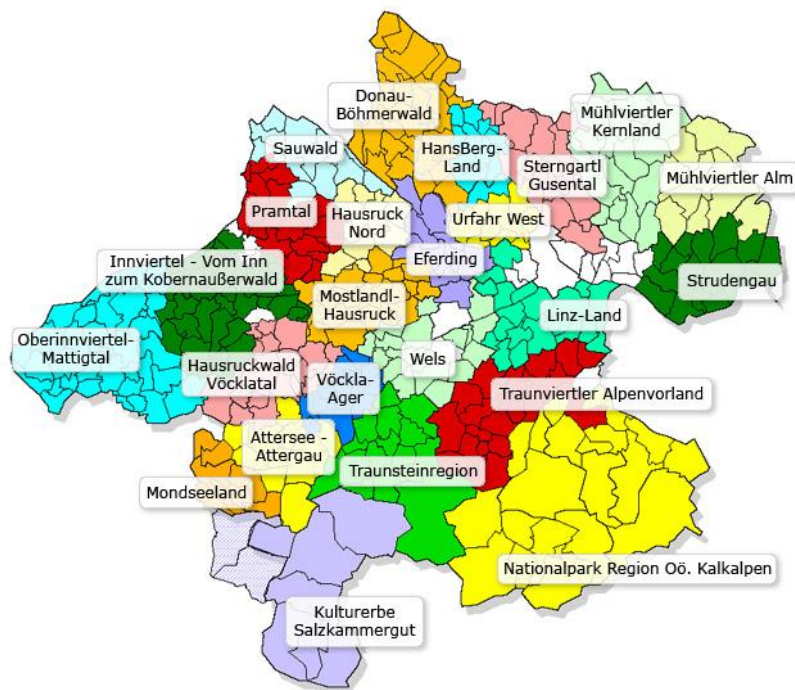 Donau-
Böhmerwald
Mühlviertler
Kernland
Sauwald
HansBerg-
Land
Sterngartl
Gusental
Mühlviertler Alm
Pramtal
Hausruck
Nord
Urfahr West
Innviertel - Vom Inn
zum Kobernaußerwald
Eferding
Strudengau
Mostlandl-
Hausruck
Linz-Land
Oberinnviertel-
Mattigtal
Hausruckwald
Vöcklatal
Vöckla-
Ager
Wels
Traunviertler Alpenvorland
Attersee -
Attergau
Traunsteinregion
Mondseeland
Nationalpark Region Oö. Kalkalpen
Kulturerbe
Salzkammergut